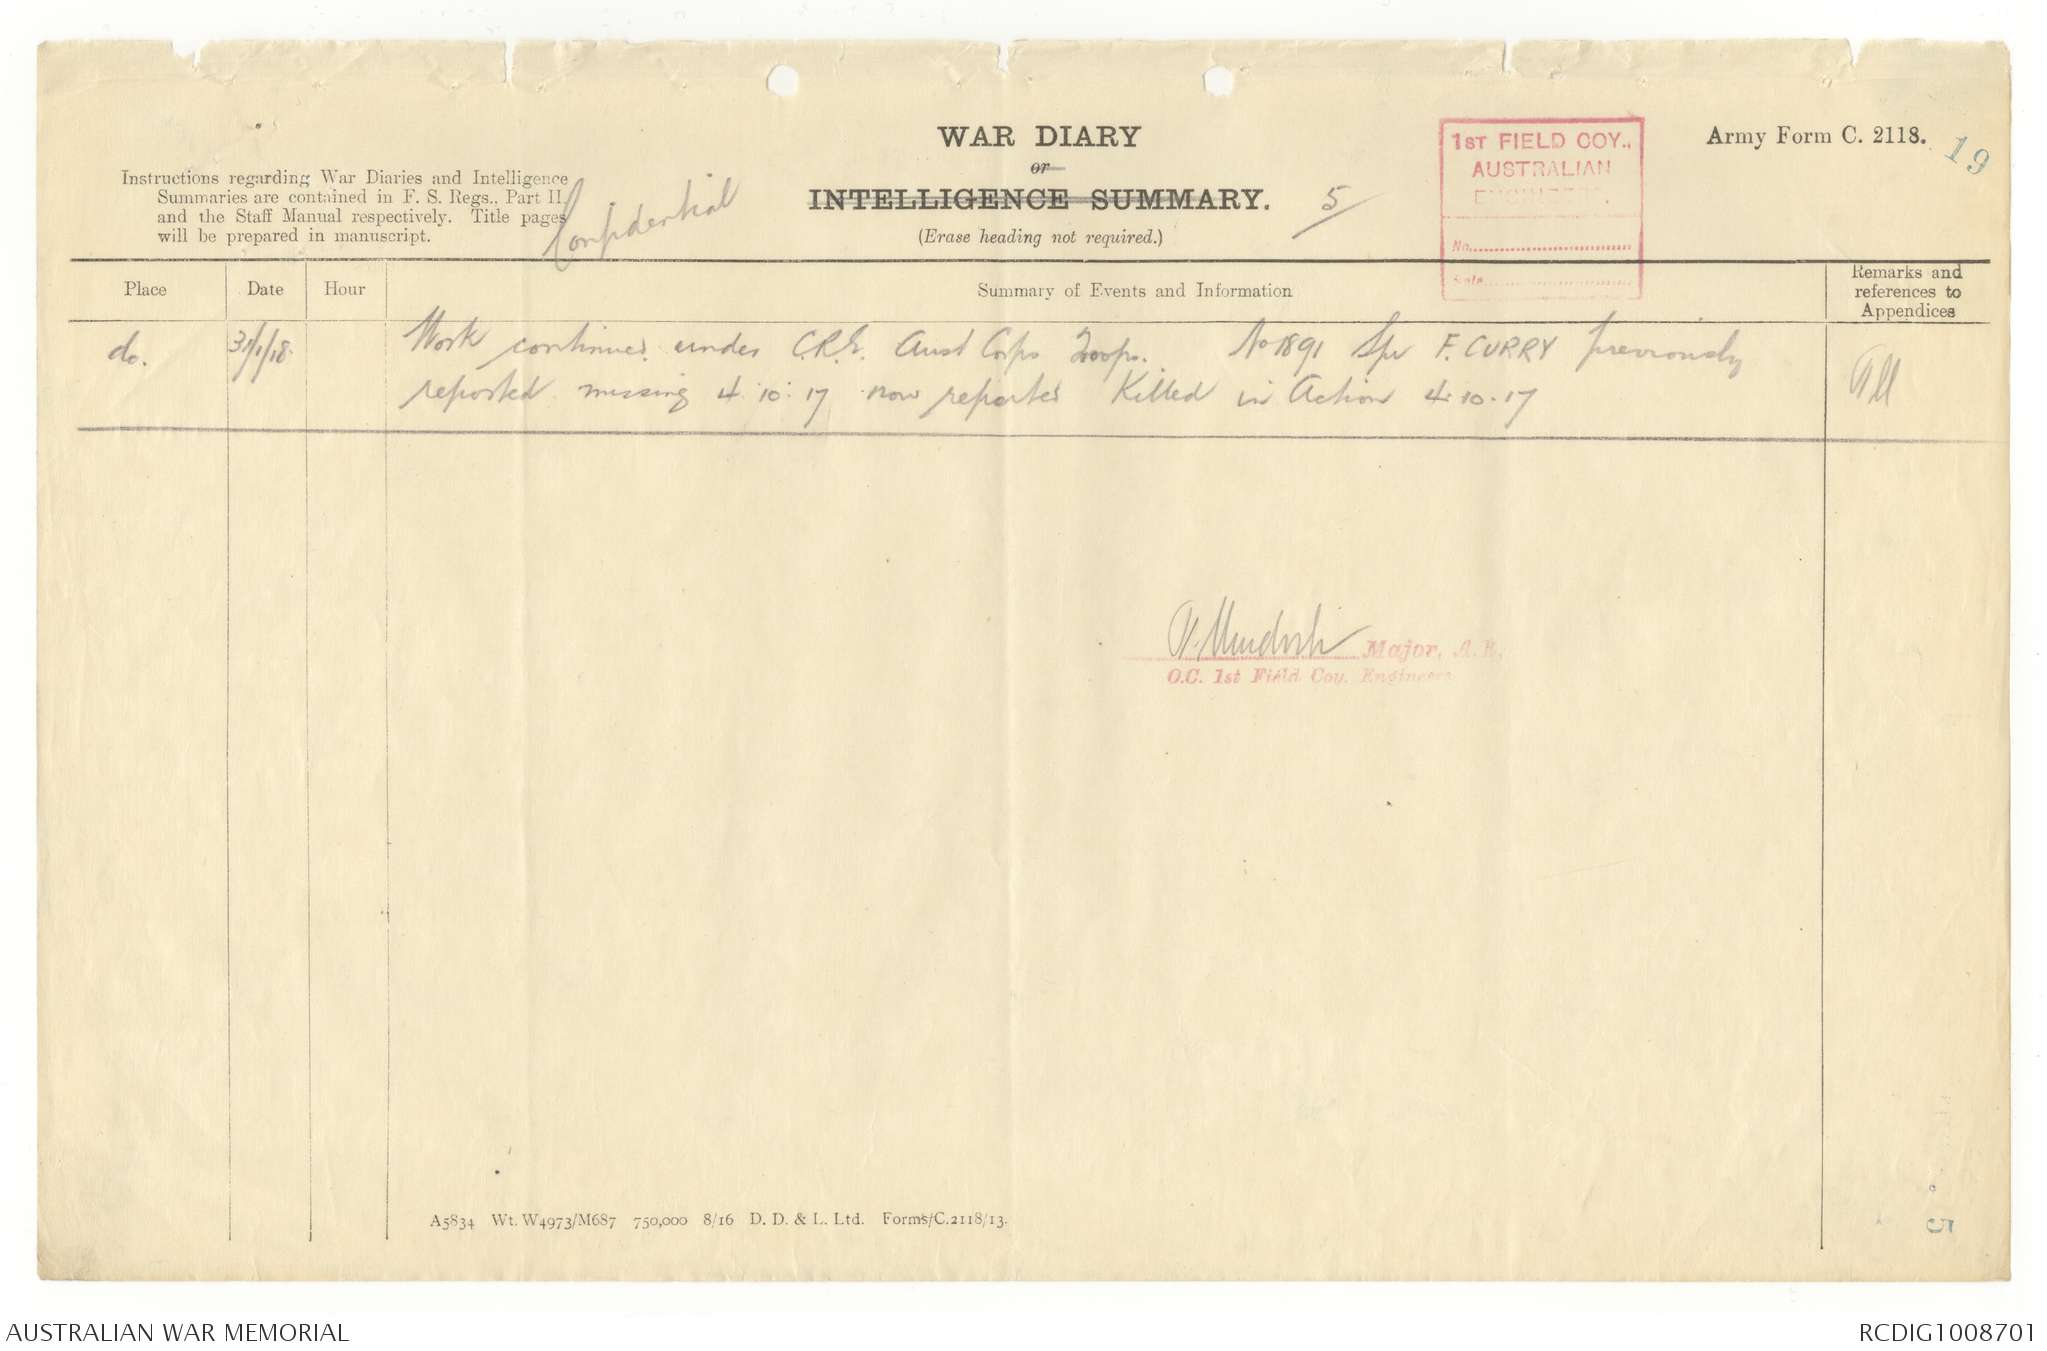 WAR DIARY
or
INTELLIGENCE SUMMARY.
(Erase heading not required.)
Army Form C. 2118.
19
Instructions regarding War Diaries and Intelligence
Summaries are contained in F. S. Regs., Part II.
and the Staff Manual respectively. Title pages
will be prepared in manuscript.
Confidential
5
1ST FIELD COY.,
AUSTRALIAN
ENGINEERS.
No.
Date
Place
Date
Hour
Summary of Events and Information
Remarks and
references to
Appendices
do.
31/1/18.
Work continued under C.R.E. Aust Corps Troops. No 1891 Spr F. CURRY previously
reported missing 4.10.17 now reported Killed in Action 4.10.17
Major, A.E.
O.C. 1st Field Coy. Engineers
A5834 Wt. W4973/M687 750,000 8/16 D. D. & L. Ltd. Forms/C.2118/13.
5
AUSTRALIAN WAR MEMORIAL
RCDIG1008701